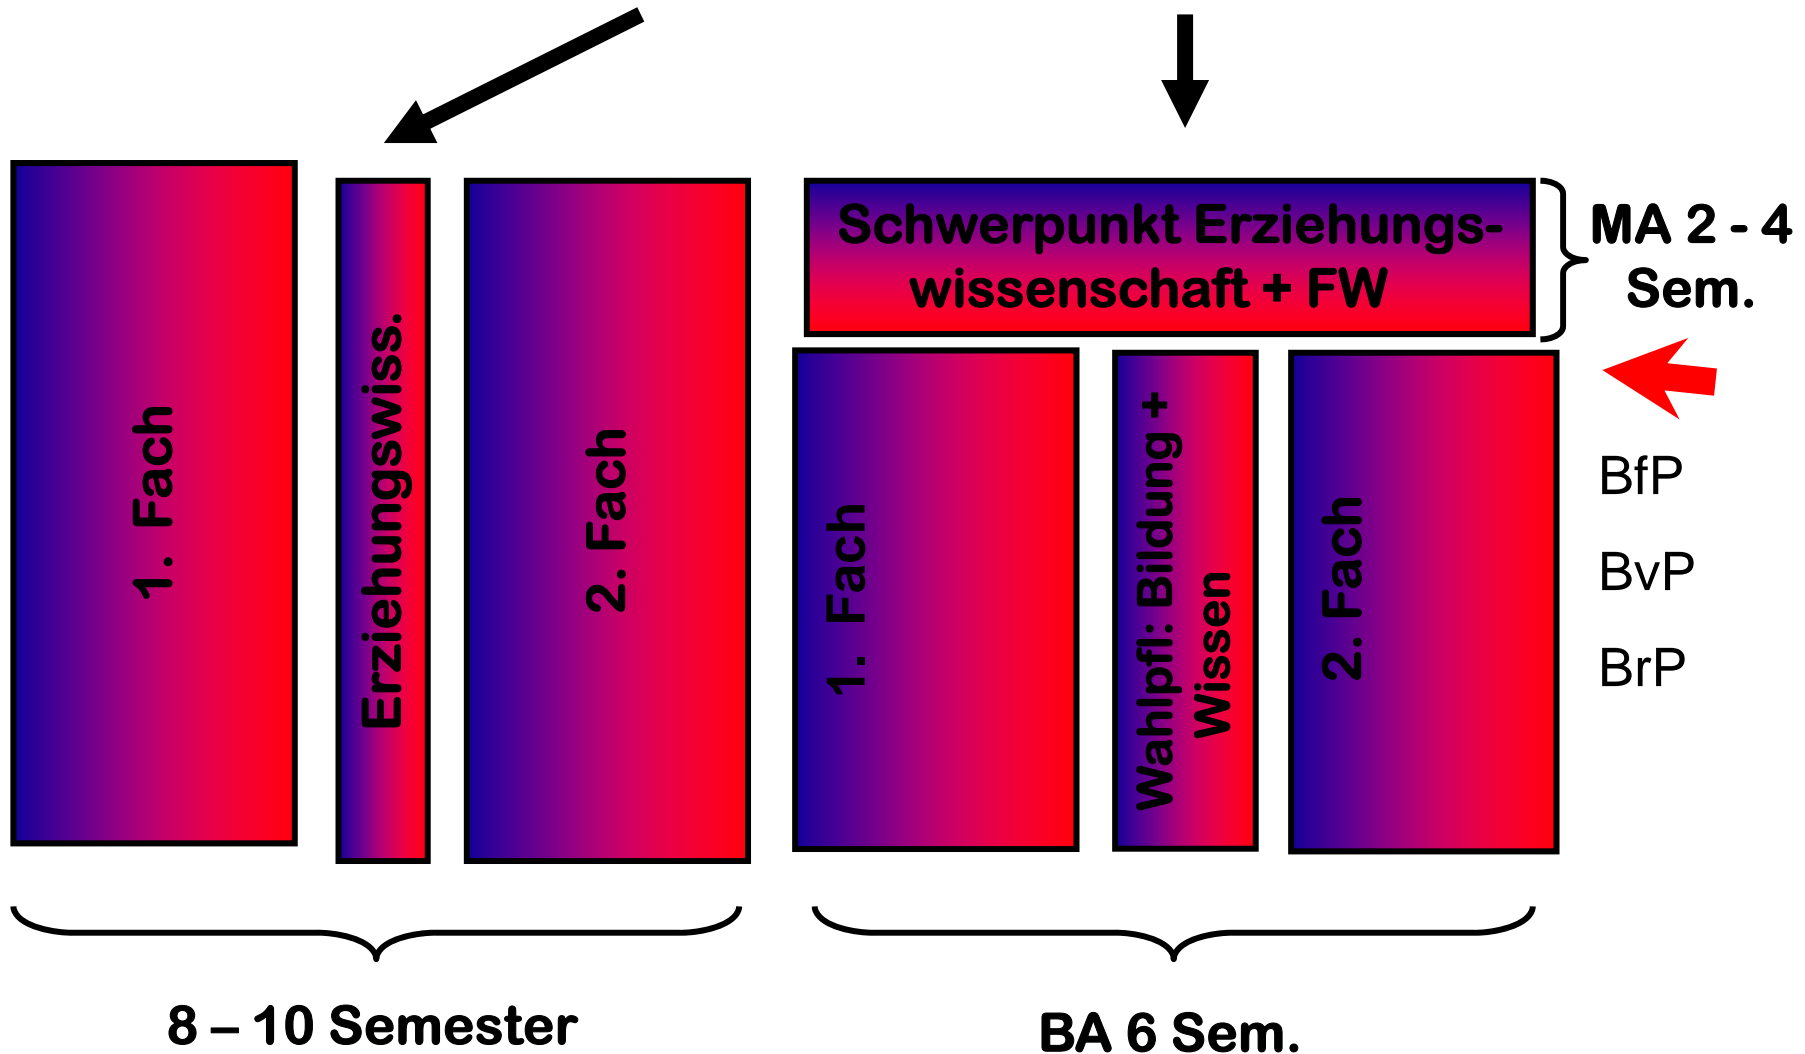 1. Fach
Erziehungswiss.
2. Fach
8 – 10 Semester
Schwerpunkt Erziehungs-
wissenschaft + FW
MA 2 - 4
Sem.
1. Fach
Wahlpfl: Bildung +
Wissen
2. Fach
BfP
BvP
BrP
BA 6 Sem.